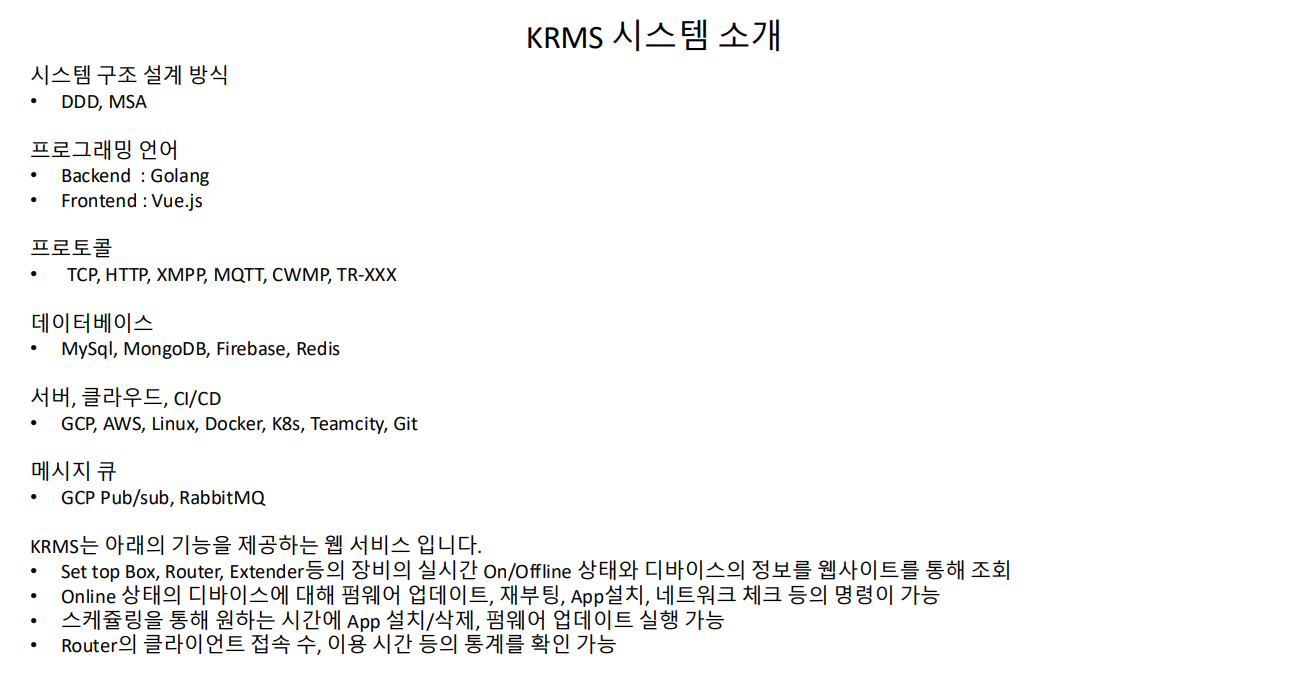 KRMS 시스템 소개
시스템 구조 설계 방식
• DDD, MSA
프로그래밍 언어
• Backend : Golang
• Frontend : Vue.js
프로토콜
• TCP, HTTP, XMPP, MQTT, CWMP, TR-XXX
데이터베이스
• MySql, MongoDB, Firebase, Redis
서버, 클라우드, CI/CD
• GCP, AWS, Linux, Docker, K8s, Teamcity, Git
메시지 큐
• GCP Pub/sub, RabbitMQ
KRMS는 아래의 기능을 제공하는 웹 서비스 입니다.
• Set top Box, Router, Extender등의 장비의 실시간 On/Offline 상태와 디바이스의 정보를 웹사이트를 통해 조회
• Online 상태의 디바이스에 대해 펌웨어 업데이트, 재부팅, App설치, 네트워크 체크 등의 명령이 가능
• 스케쥴링을 통해 원하는 시간에 App 설치/삭제, 펌웨어 업데이트 실행 가능
• Router의 클라이언트 접속 수, 이용 시간 등의 통계를 확인 가능